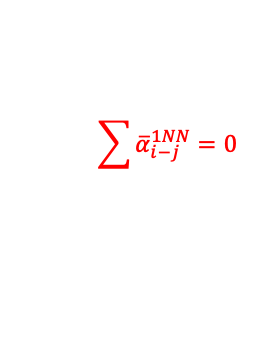 ∑ ᾱ_{i−j}^{1NN} = 0